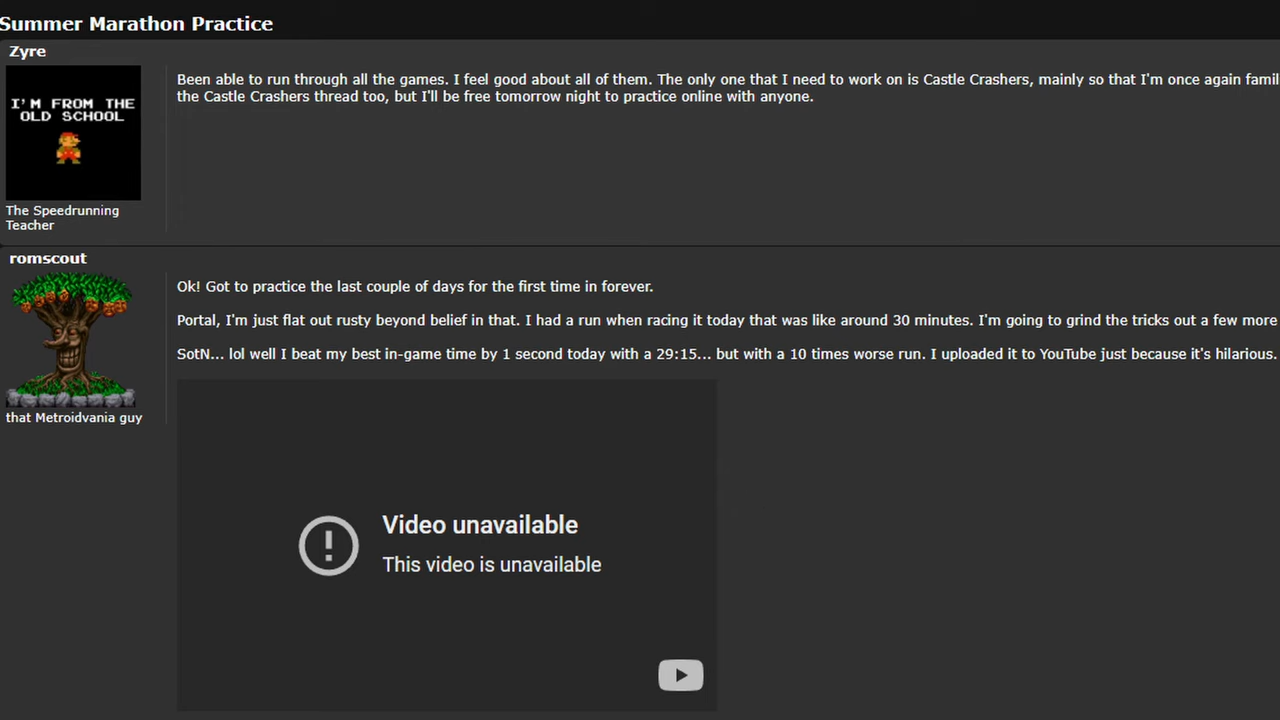 Summer Marathon Practice
Zyre
I'M FROM THE
OLD SCHOOL
Been able to run through all the games. I feel good about all of them. The only one that I need to work on is Castle Crashers, mainly so that I'm once again famil
the Castle Crashers thread too, but I'll be free tomorrow night to practice online with anyone.
The Speedrunning
Teacher
romscout
Ok! Got to practice the last couple of days for the first time in forever.
Portal, I'm just flat out rusty beyond belief in that. I had a run when racing it today that was like around 30 minutes. I'm going to grind the tricks out a few more
SotN... lol well I beat my best in-game time by 1 second today with a 29:15... but with a 10 times worse run. I uploaded it to YouTube just because it's hilarious.
that Metroidvania guy
Video unavailable
This video is unavailable